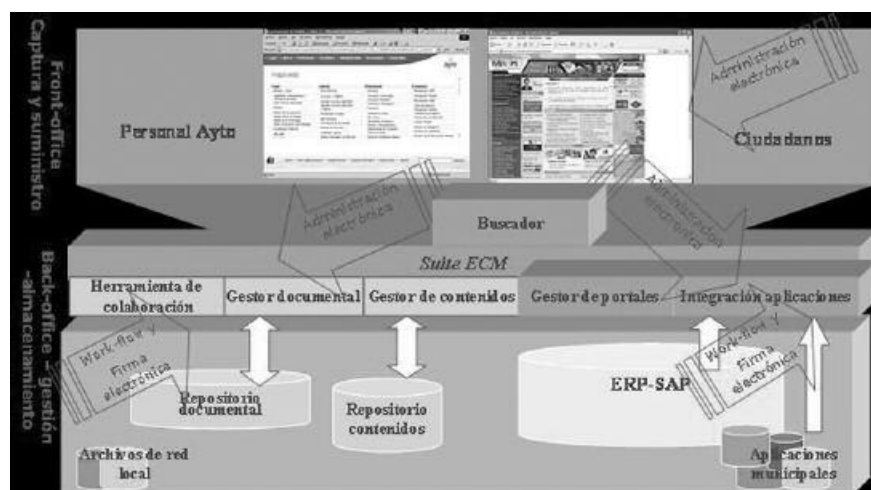 Front-office
Captura y suministro
Personal Ayto
Ciudadanos
Administración
electrónica
Administración
electrónica
Administración
electrónica
Buscador
Suite ECM
Herramienta de
colaboración
Gestor documental
Gestor de contenidos
Gestor de portales
Integración aplicaciones
Back-office – gestión
-almacenamiento
Work-flow y
Firma
electrónica
Work-flow y
Firma
electrónica
Repositorio
documental
Repositorio
contenidos
ERP-SAP
Archivos de red
local
Aplicaciones
municipales